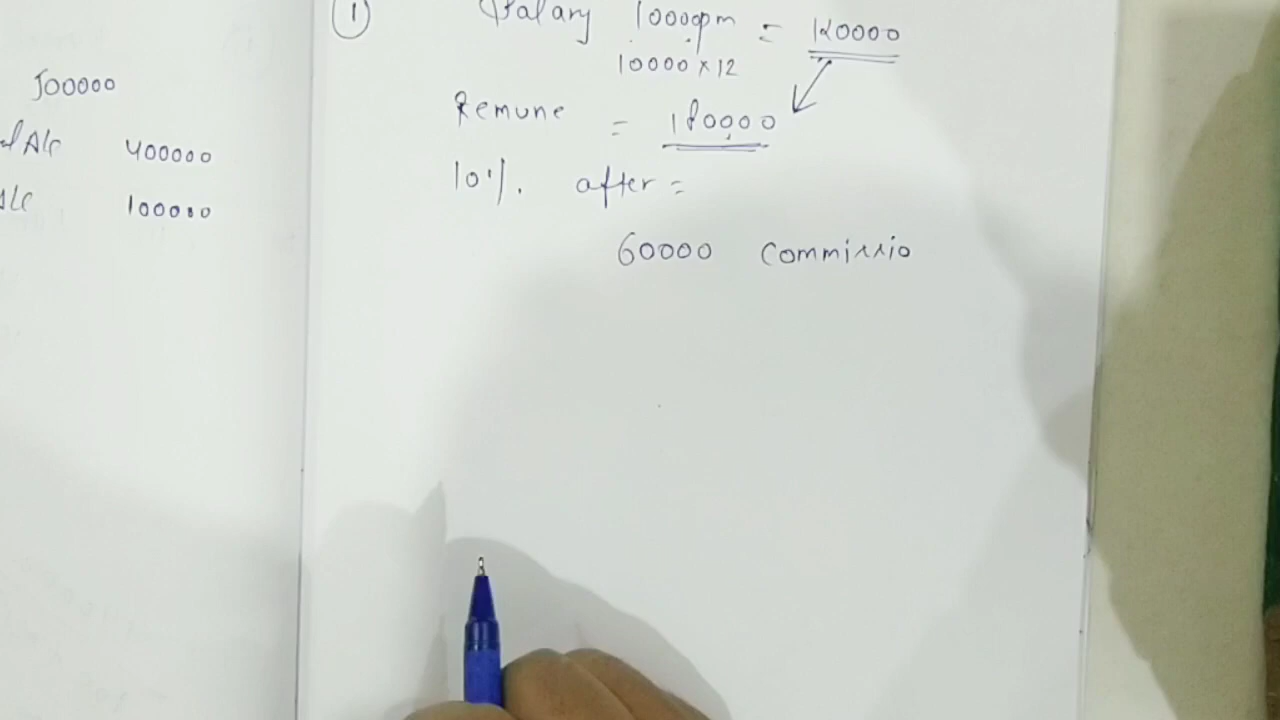 500000
A/c 400000
A/c 100000
1 Salary 10000pm = 120000
10000 x 12
Remune = 180000
10%. after =
60000 Commissio